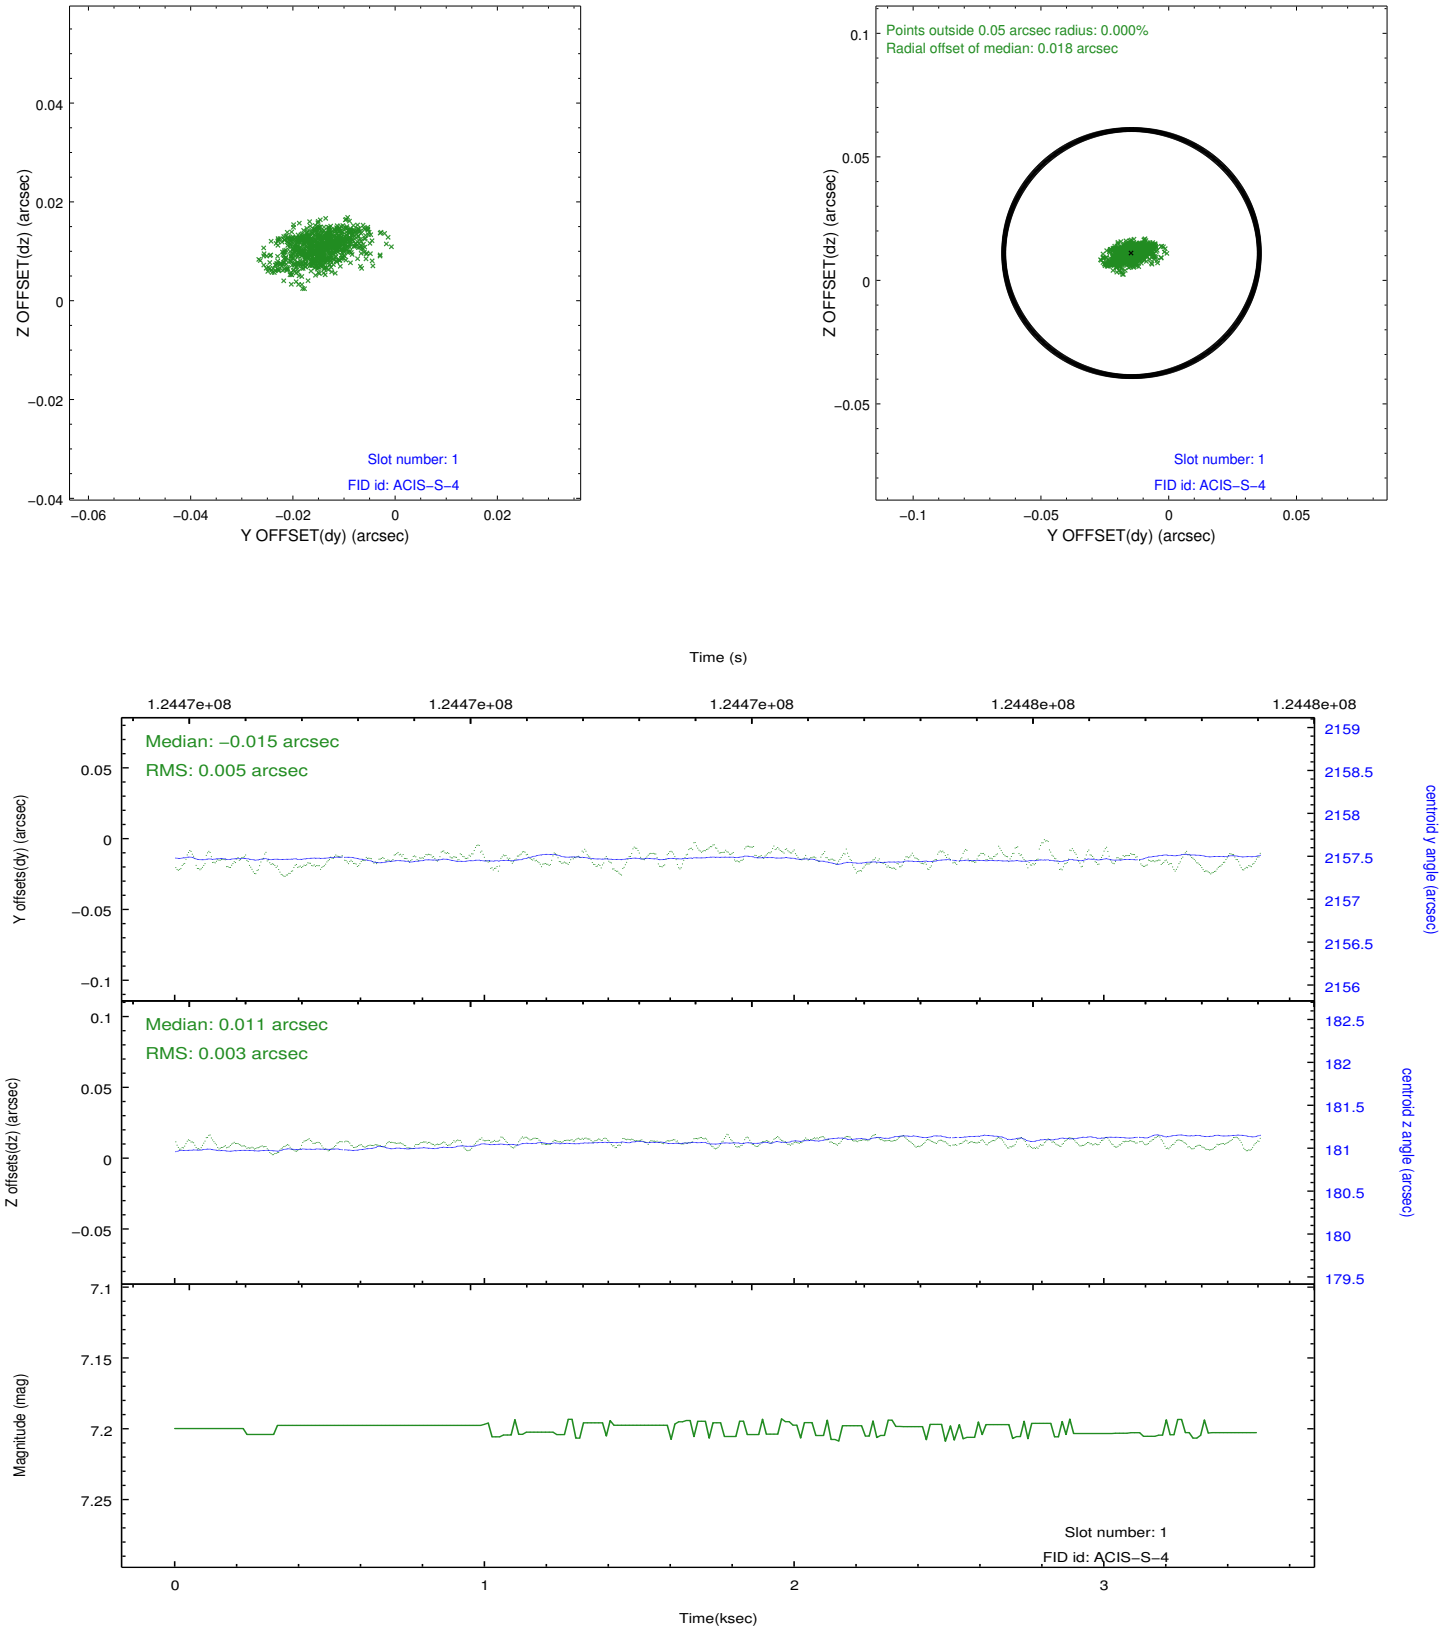 Z OFFSET(dz) (arcsec)
0.04
0.02
0
−0.02
−0.04
Slot number: 1
FID id: ACIS−S−4
−0.06
−0.04
−0.02
0
0.02
Y OFFSET(dy) (arcsec)
Points outside 0.05 arcsec radius: 0.000%
Radial offset of median: 0.018 arcsec
Z OFFSET(dz) (arcsec)
0.1
0.05
0
−0.05
Slot number: 1
FID id: ACIS−S−4
−0.1
−0.05
0
0.05
Y OFFSET(dy) (arcsec)
Time (s)
1.2447e+08
1.2447e+08
1.2447e+08
1.2448e+08
1.2448e+08
Median: −0.015 arcsec
RMS: 0.005 arcsec
Y offsets(dy) (arcsec)
0.05
0
−0.05
−0.1
2159
2158.5
2158
2157.5
2157
2156.5
2156
centroid y angle (arcsec)
Median: 0.011 arcsec
RMS: 0.003 arcsec
Z offsets(dz) (arcsec)
0.1
0.05
0
−0.05
182.5
182
181.5
181
180.5
180
179.5
centroid z angle (arcsec)
Magnitude (mag)
7.1
7.15
7.2
7.25
Slot number: 1
FID id: ACIS−S−4
0
1
2
3
Time(ksec)